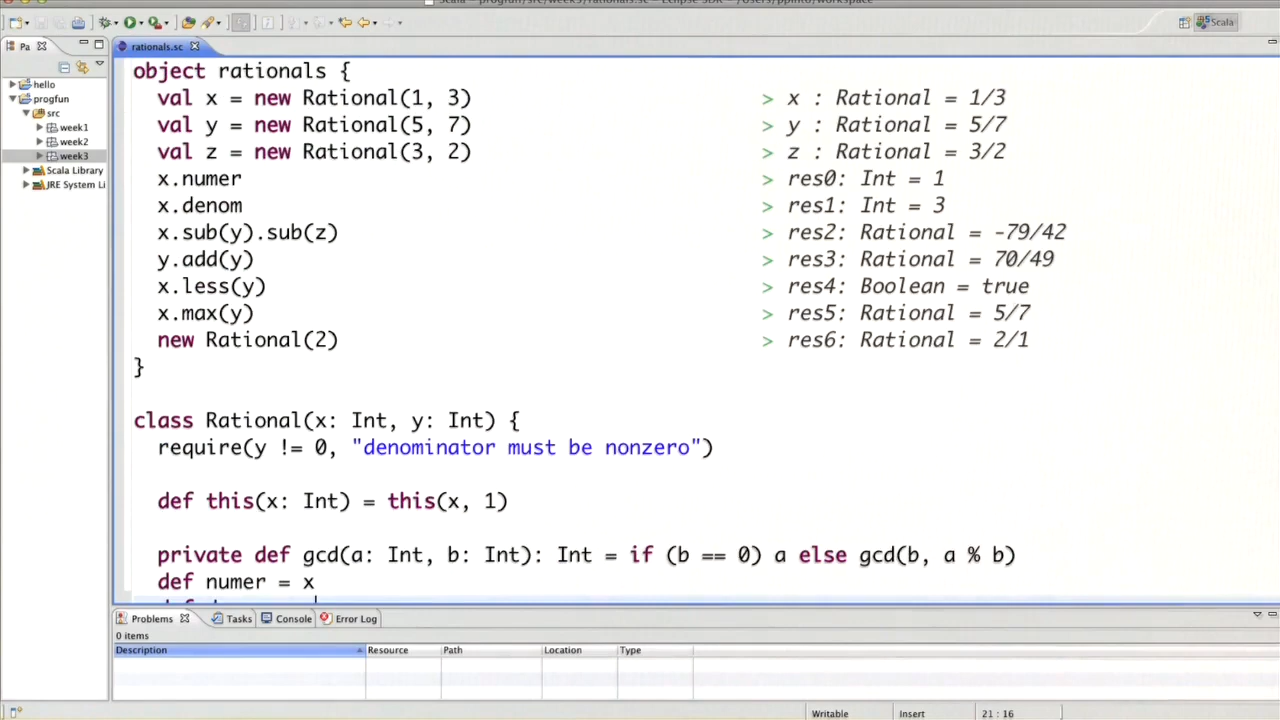 Scala
Pa
rationals.sc
hello
progfun
src
week1
week2
week3
Scala Library
JRE System Li
object rationals {
val x = new Rational(1, 3) > x : Rational = 1/3
val y = new Rational(5, 7) > y : Rational = 5/7
val z = new Rational(3, 2) > z : Rational = 3/2
x.numer > res0: Int = 1
x.denom > res1: Int = 3
x.sub(y).sub(z) > res2: Rational = -79/42
y.add(y) > res3: Rational = 70/49
x.less(y) > res4: Boolean = true
x.max(y) > res5: Rational = 5/7
new Rational(2) > res6: Rational = 2/1
}
class Rational(x: Int, y: Int) {
require(y != 0, "denominator must be nonzero")
def this(x: Int) = this(x, 1)
private def gcd(a: Int, b: Int): Int = if (b == 0) a else gcd(b, a % b)
def numer = x
Problems Tasks Console Error Log
0 items
Description Resource Path Location Type
Writable Insert 21 : 16